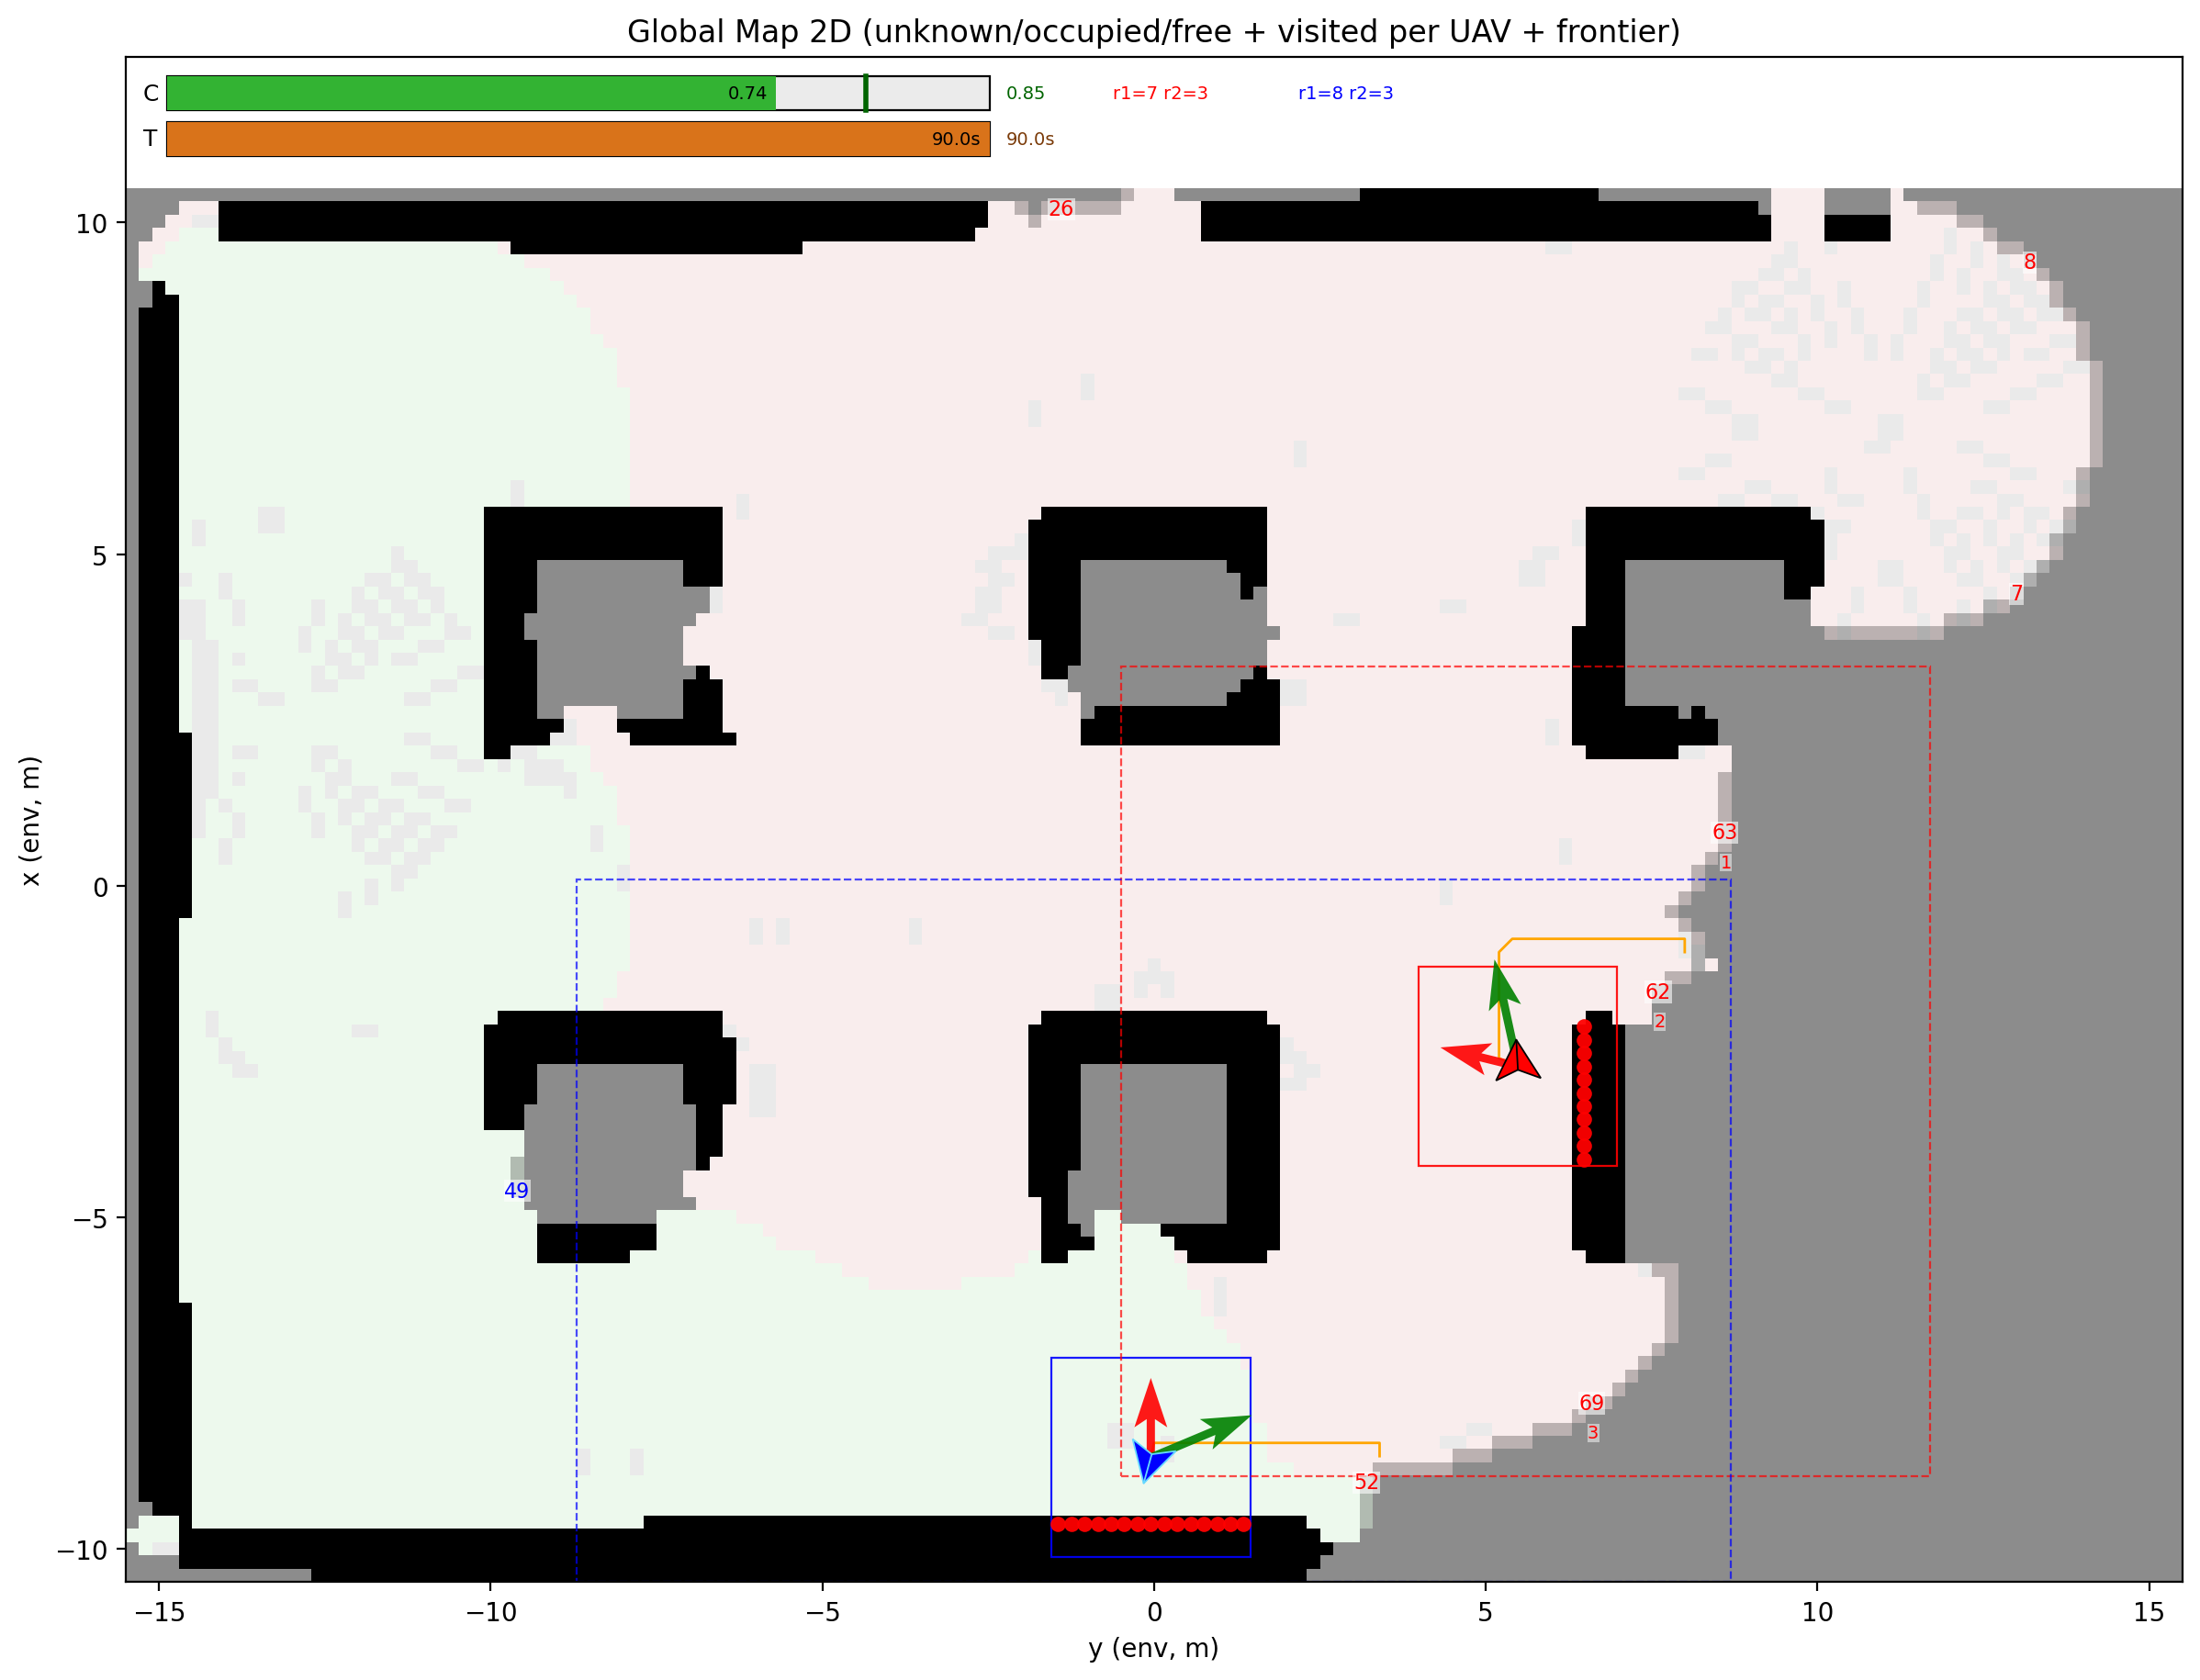 Global Map 2D (unknown/occupied/free + visited per UAV + frontier)
C 0.74 0.85 r1=7 r2=3 r1=8 r2=3
T 90.0s 90.0s
26
8
7
63
1
62
2
49
69
3
52
10
5
0
−5
−10
x (env, m)
−15 −10 −5 0 5 10 15
y (env, m)